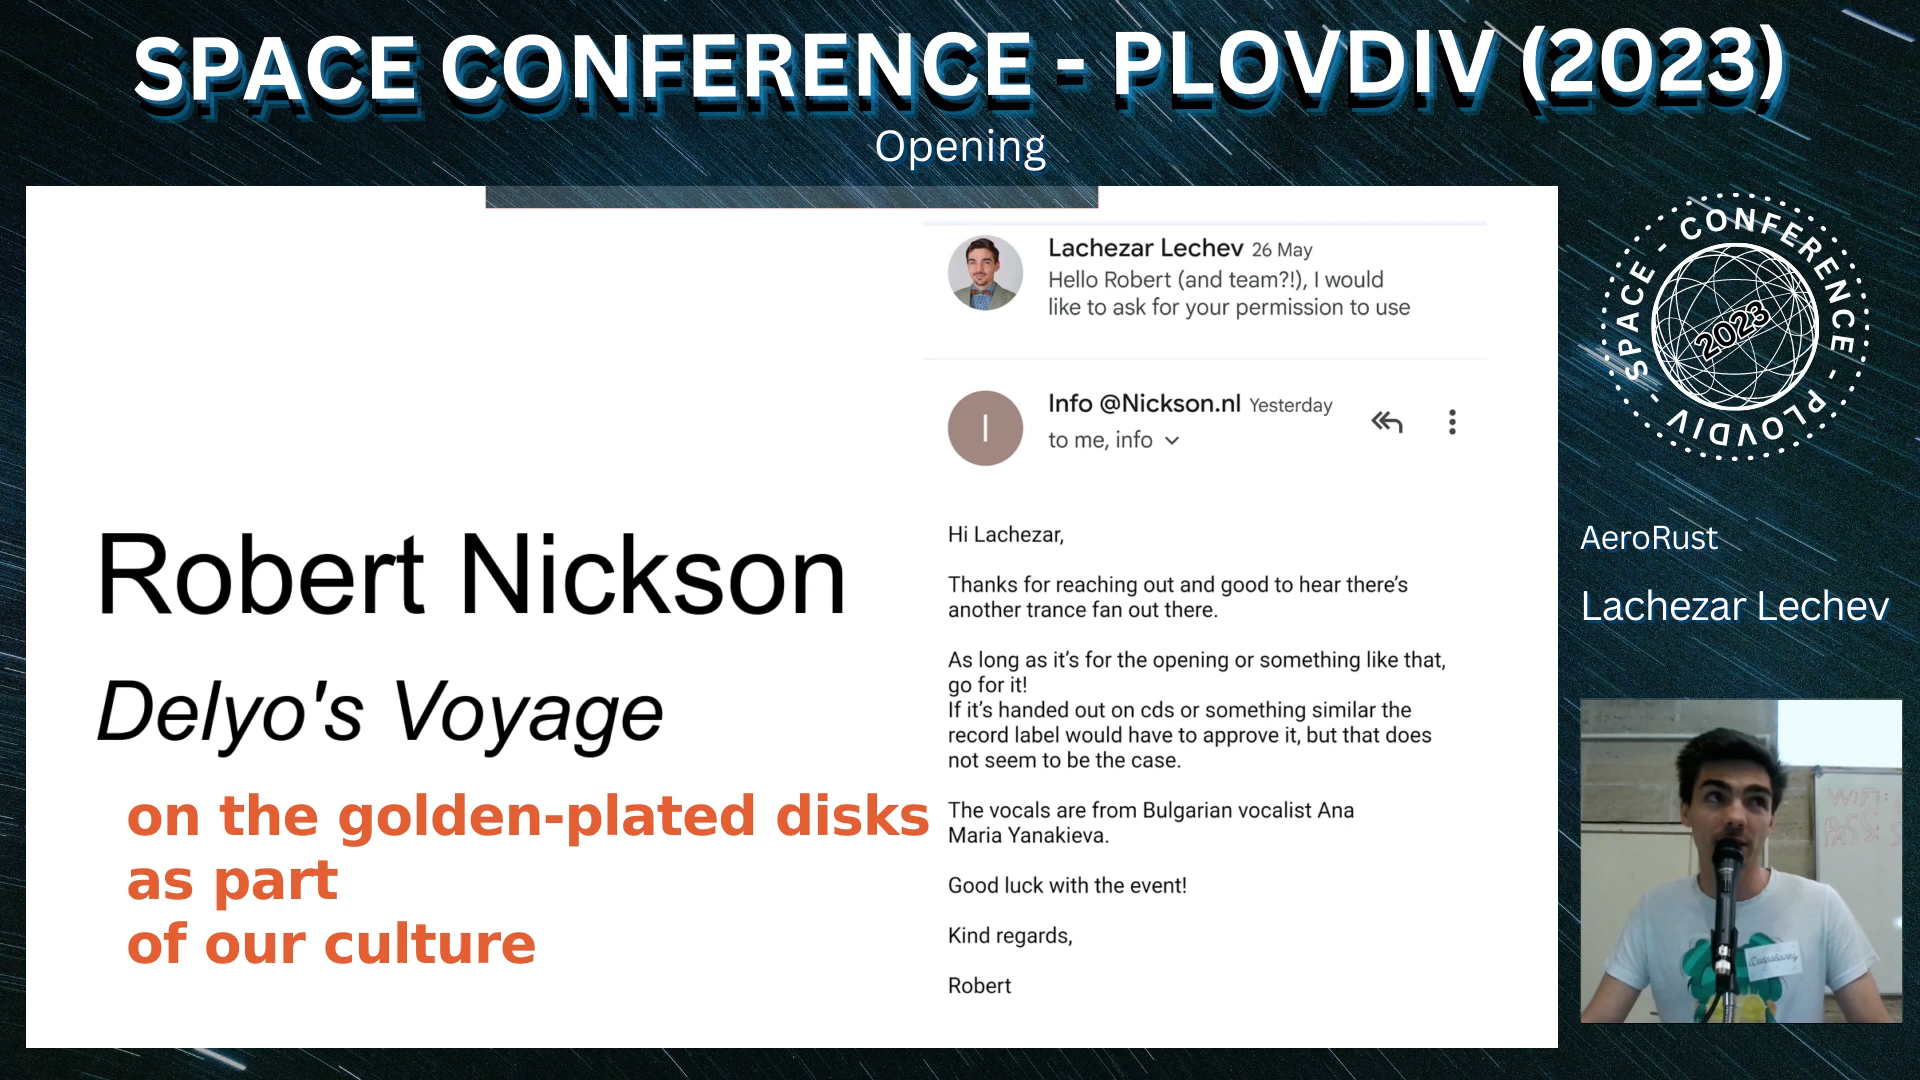 SPACE CONFERENCE - PLOVDIV (2023)
Opening
Lachezar Lechev 26 May
Hello Robert (and team?!), I would
like to ask for your permission to use
I
Info @Nickson.nl Yesterday
to me, info
Hi Lachezar,
Thanks for reaching out and good to hear there’s
another trance fan out there.
As long as it’s for the opening or something like that,
go for it!
If it’s handed out on cds or something similar the
record label would have to approve it, but that does
not seem to be the case.
The vocals are from Bulgarian vocalist Ana
Maria Yanakieva.
Good luck with the event!
Kind regards,
Robert
Robert Nickson
Delyo's Voyage
on the golden-plated disks
as part
of our culture
SPACE - CONFERENCE - PLOVDIV -
2023
AeroRust
Lachezar Lechev
WiFi:
PASS: S